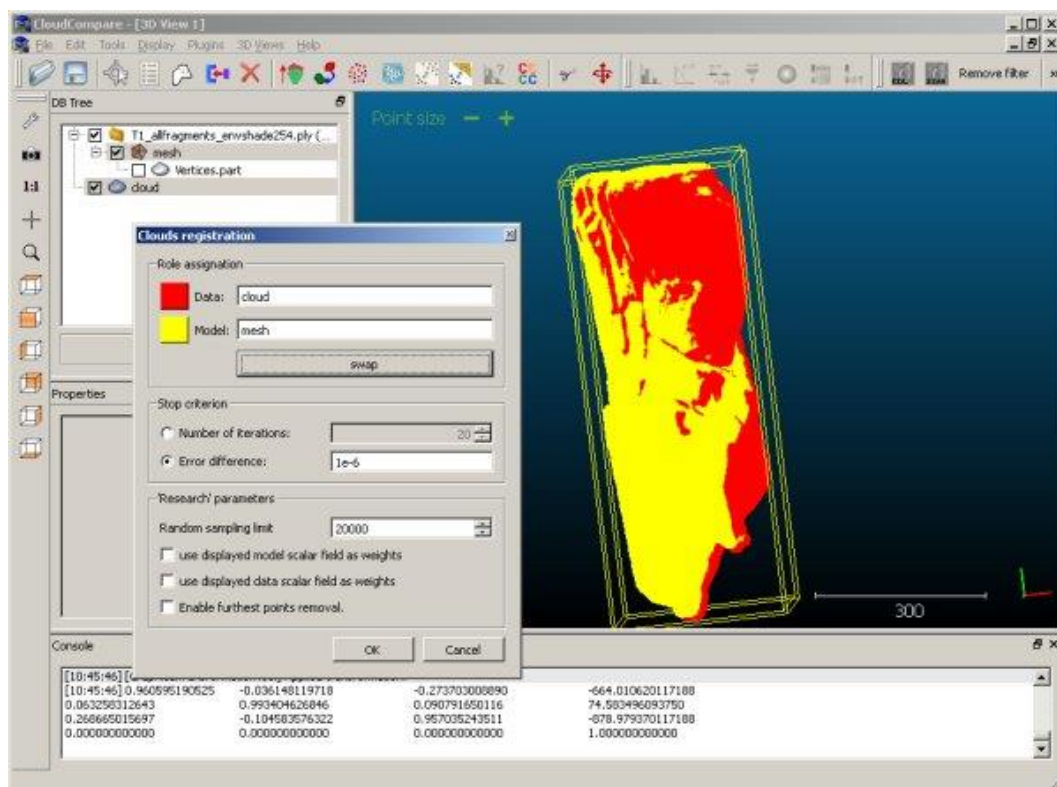 CloudCompare - [3D View 1]
File Edit Tools Display Plugins 3D Views Help
Remove filter
DB Tree
T1_allfragments_envshade254.ply (...
mesh
Vertices.part
cloud
1:1
Point size − +
Clouds registration
Role assignation
Data: cloud
Model: mesh
swap
Properties
Stop criterion
Number of iterations: 20
Error difference: 1e-6
'Research' parameters
Random sampling limit 20000
use displayed model scalar field as weights
use displayed data scalar field as weights
Enable furthest points removal.
OK Cancel
300
Console
[10:45:46]
[10:45:46] 0.960595190525 -0.036148119718 -0.273703008890 -664.010620117188
0.063258312643 0.993404626846 0.090791650116 74.583496093750
0.268665015697 -0.104583576322 0.957035243511 -878.979370117188
0.000000000000 0.000000000000 0.000000000000 1.000000000000